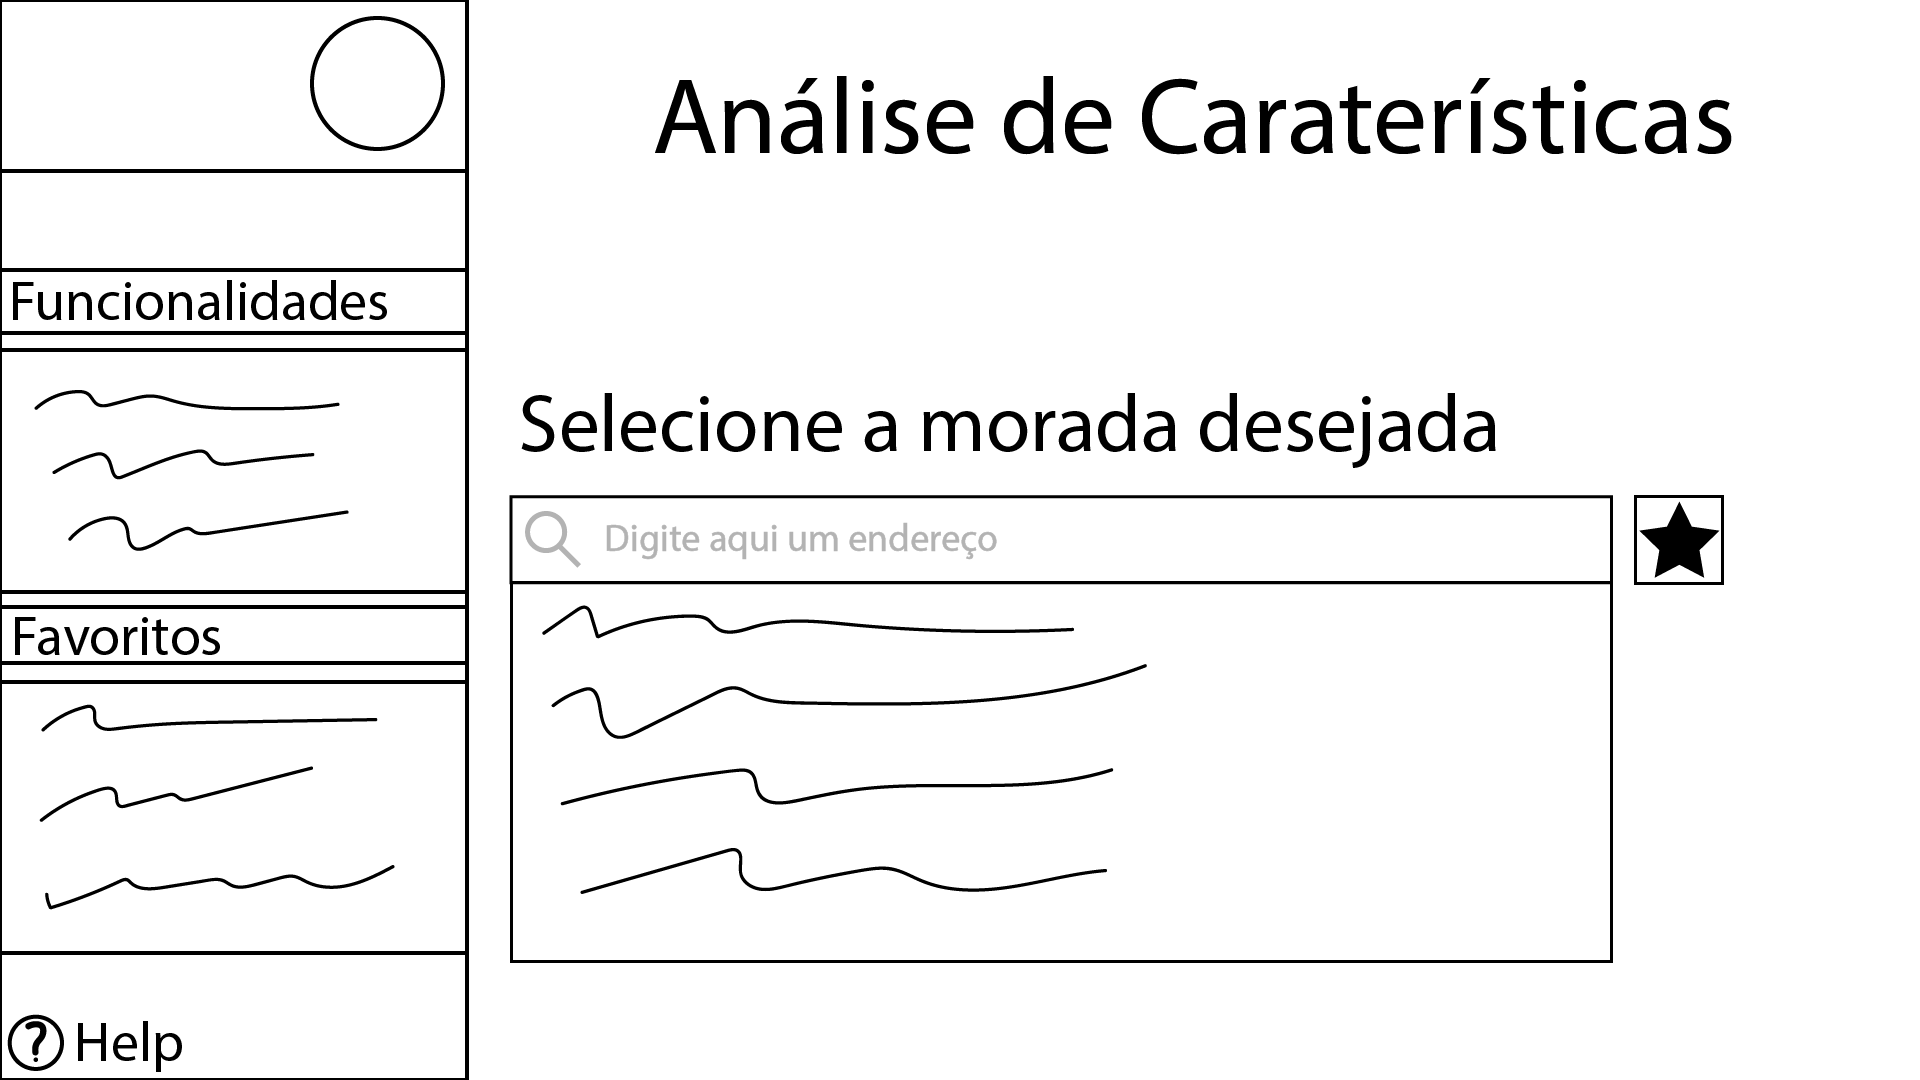 Análise de Caraterísticas
Funcionalidades
Selecione a morada desejada
Digite aqui um endereço
Favoritos
? Help